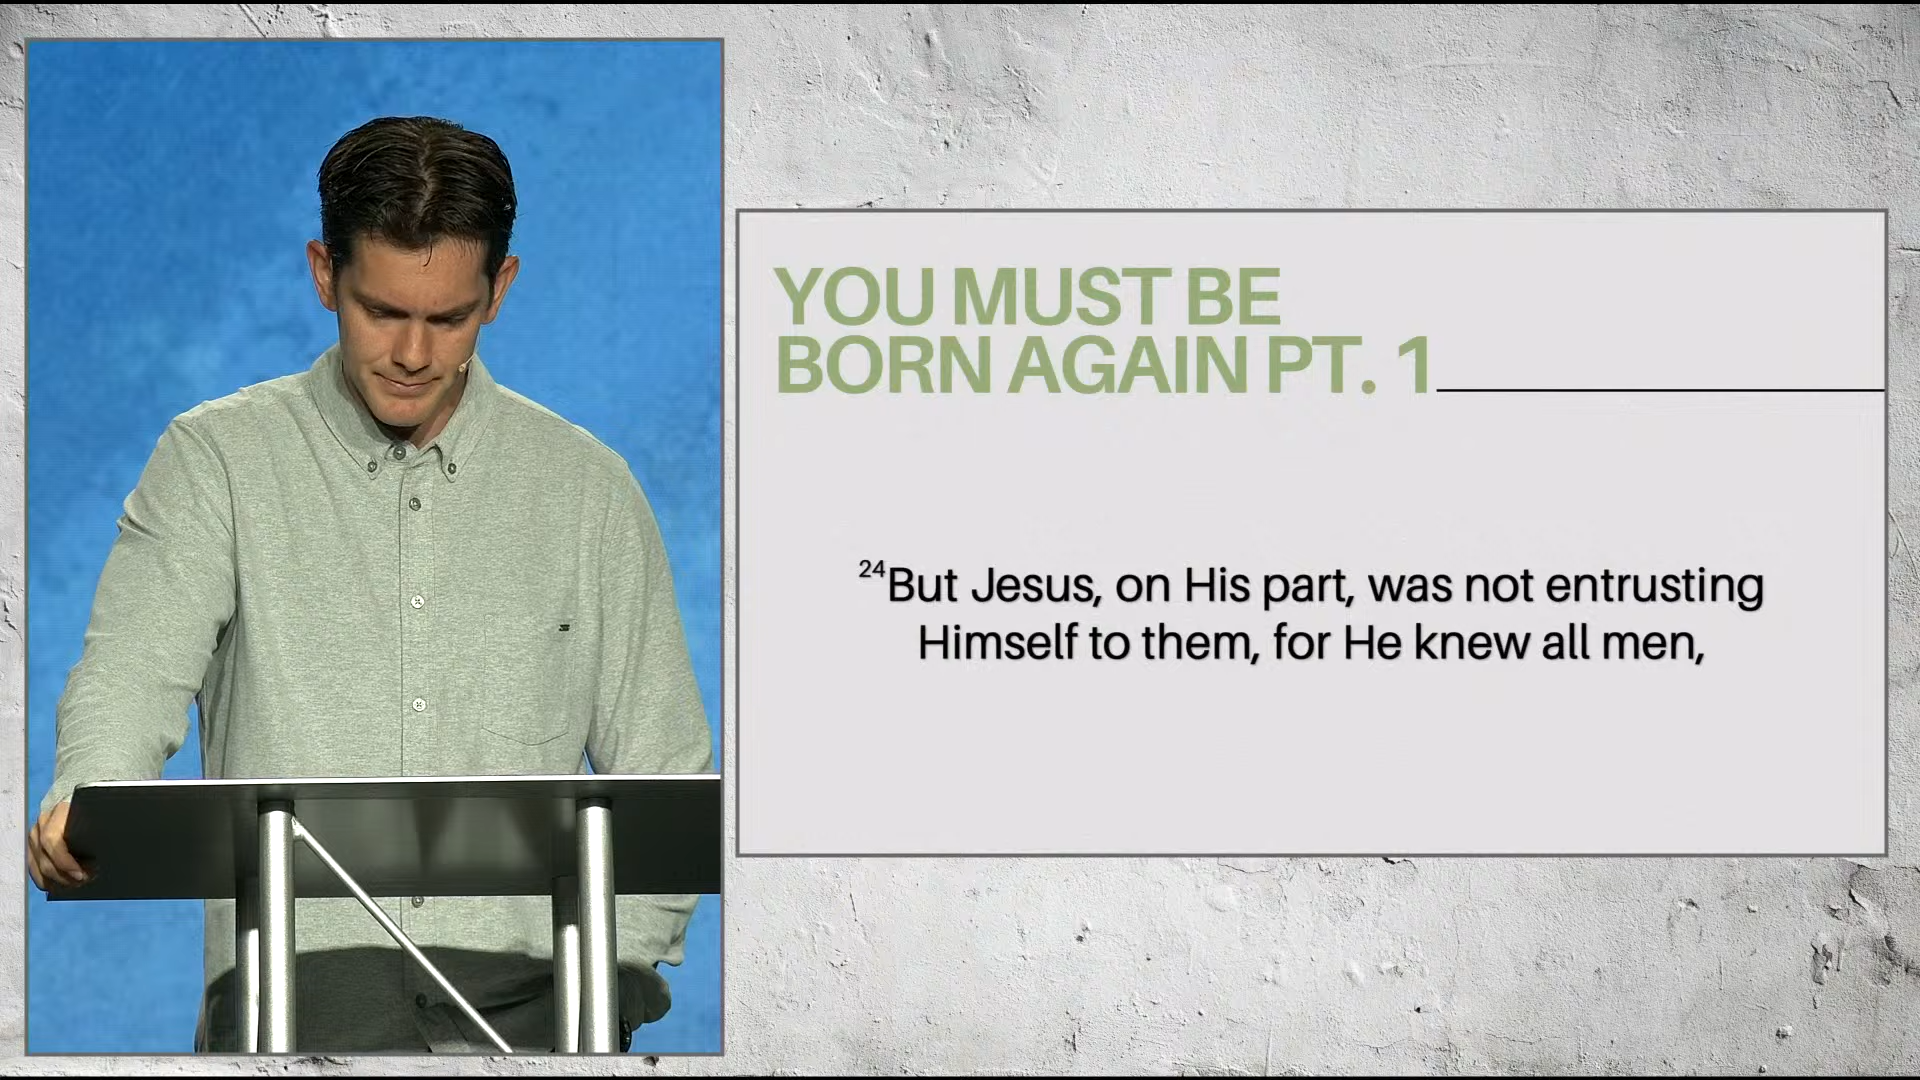 YOU MUST BE
BORN AGAIN PT. 1
24But Jesus, on His part, was not entrusting
Himself to them, for He knew all men,